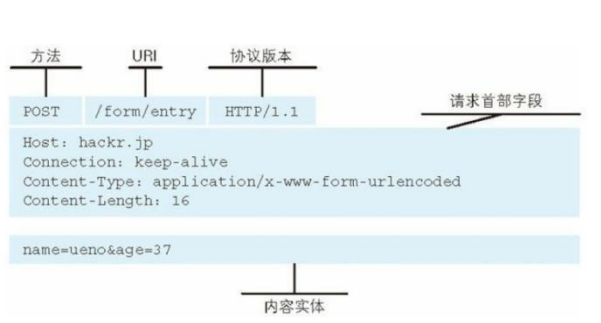 方法 URI 协议版本
POST /form/entry HTTP/1.1
请求首部字段
Host: hackr.jp
Connection: keep-alive
Content-Type: application/x-www-form-urlencoded
Content-Length: 16
name=ueno&age=37
内容实体